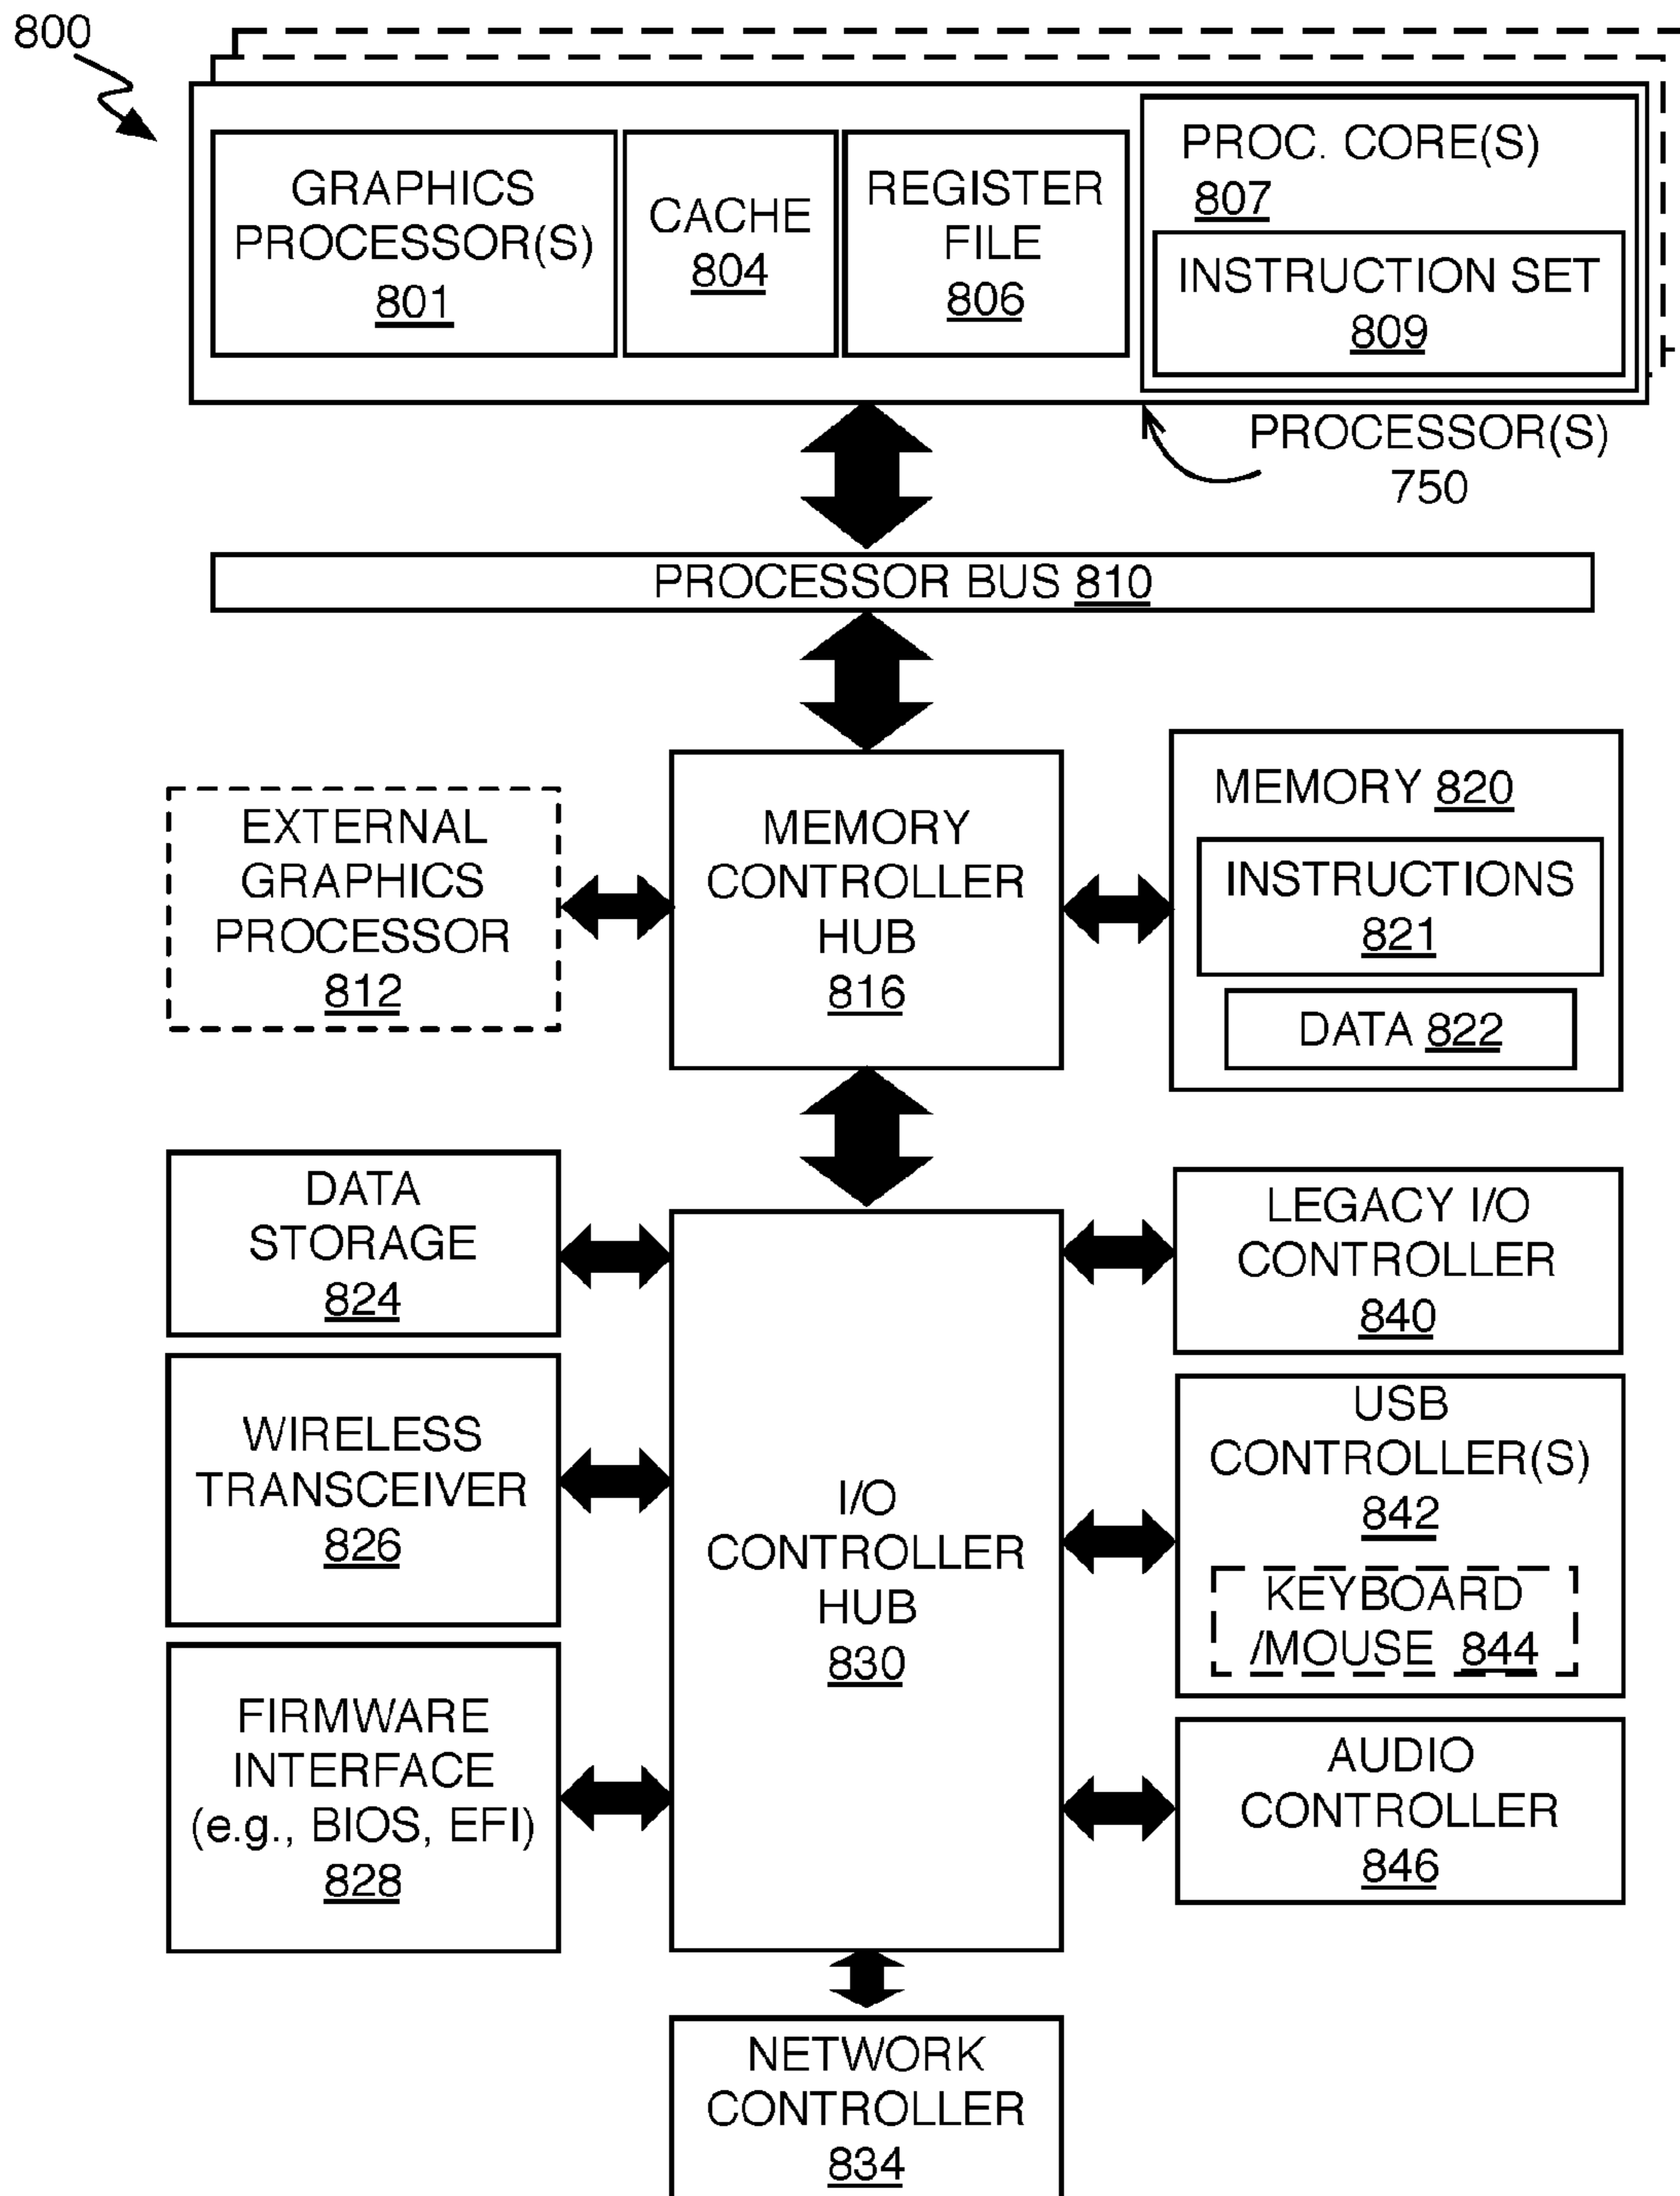 800
GRAPHICS
PROCESSOR(S)
801
CACHE
804
REGISTER
FILE
806
PROC. CORE(S)
807
INSTRUCTION SET
809
PROCESSOR(S)
750
PROCESSOR BUS 810
EXTERNAL
GRAPHICS
PROCESSOR
812
MEMORY
CONTROLLER
HUB
816
MEMORY 820
INSTRUCTIONS
821
DATA 822
DATA
STORAGE
824
WIRELESS
TRANSCEIVER
826
FIRMWARE
INTERFACE
(e.g., BIOS, EFI)
828
I/O
CONTROLLER
HUB
830
LEGACY I/O
CONTROLLER
840
USB
CONTROLLER(S)
842
KEYBOARD
/MOUSE 844
AUDIO
CONTROLLER
846
NETWORK
CONTROLLER
834